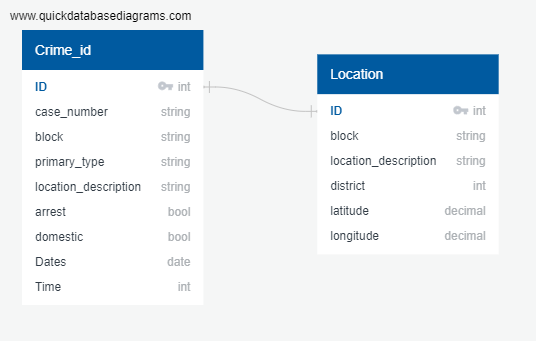 www.quickdatabasediagrams.com
Crime_id
ID int
case_number string
block string
primary_type string
location_description string
arrest bool
domestic bool
Dates date
Time int
Location
ID int
block string
location_description string
district int
latitude decimal
longitude decimal